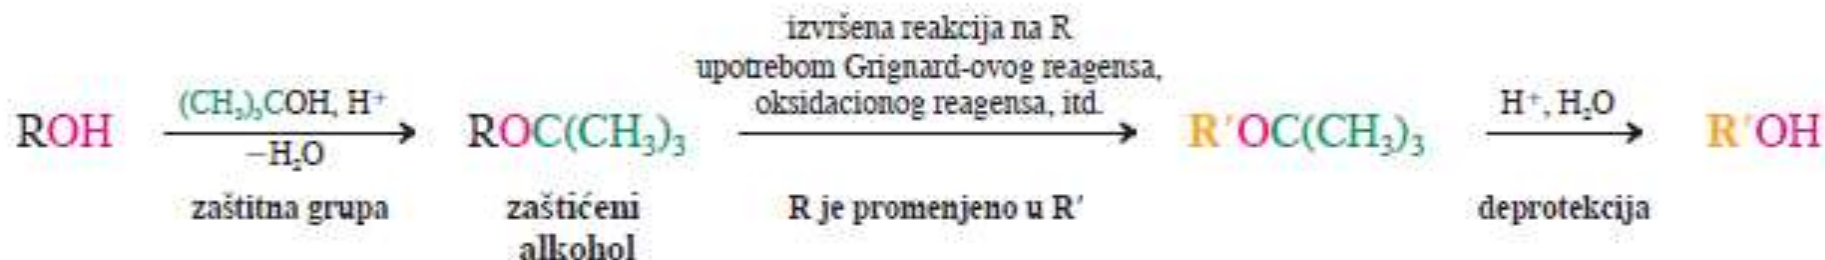 izvršena reakcija na R
upotrebom Grignard-ovog reagensa,
oksidacionog reagensa, itd.
ROH (CH₃)₃COH, H⁺ −H₂O ROC(CH₃)₃ R′OC(CH₃)₃ H⁺, H₂O R′OH
zaštitna grupa zaštićeni alkohol R je promenjeno u R′ deprotekcija